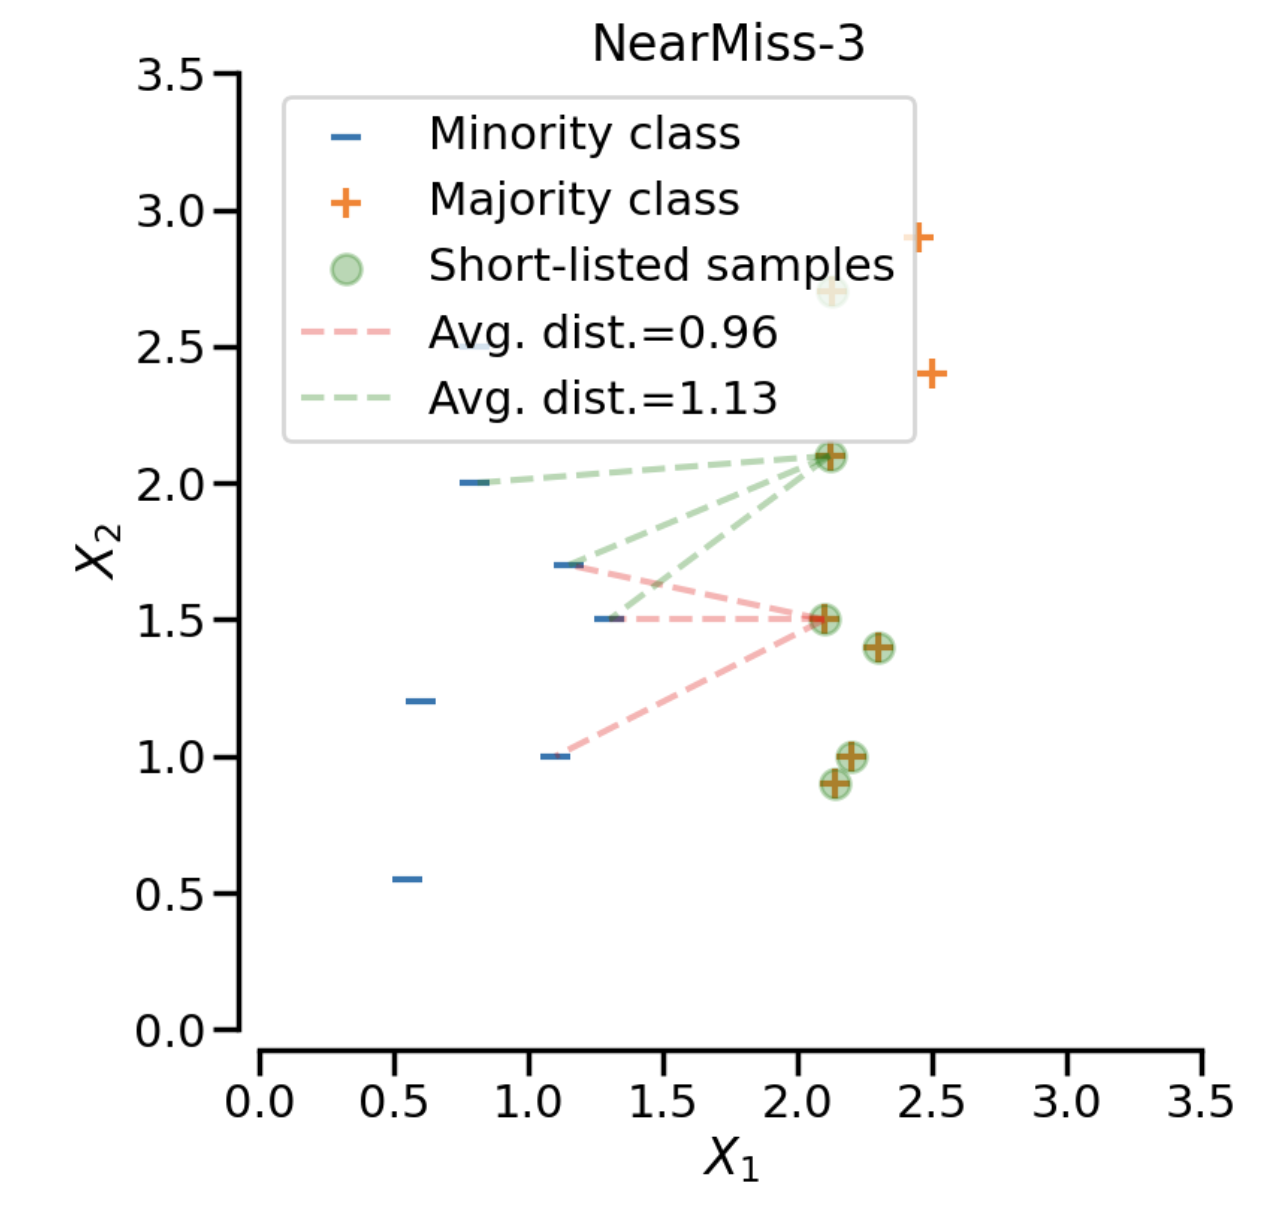 NearMiss-3
3.5
3.0
2.5
2.0
1.5
1.0
0.5
0.0
X₂
Minority class
Majority class
Short-listed samples
Avg. dist.=0.96
Avg. dist.=1.13
0.0 0.5 1.0 1.5 2.0 2.5 3.0 3.5
X₁